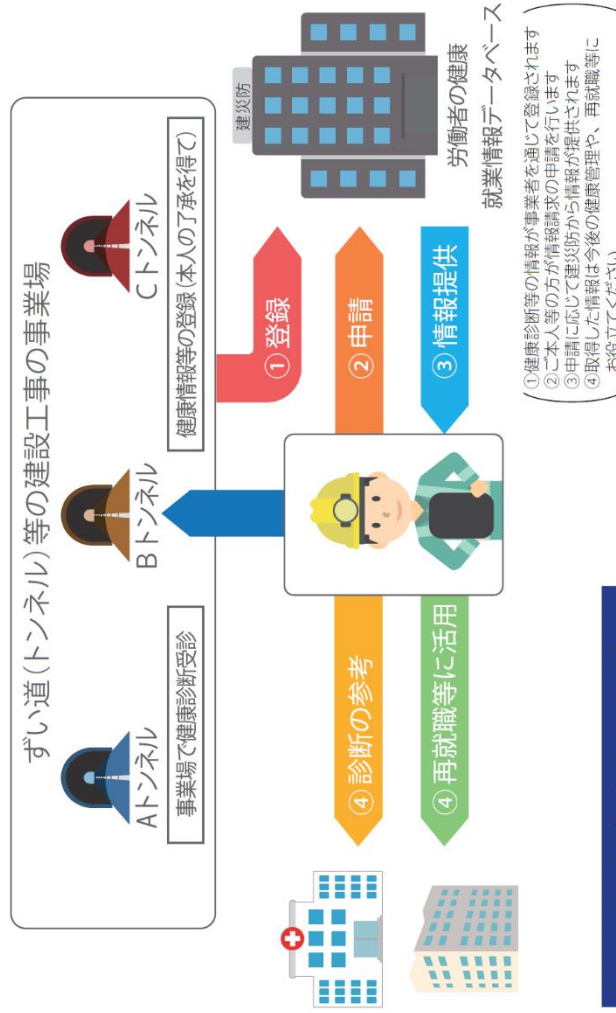 ずい道(トンネル)等の建設工事の事業場
Aトンネル
Bトンネル
Cトンネル
事業場で健康診断受診
健康情報等の登録(本人の了承を得て)
①登録
②申請
③情報提供
④診断の参考
④再就職等に活用
建災防
労働者の健康
就業情報データベース
①健康診断等の情報が事業者を通じて登録されます
②ご本人等の方が情報請求の申請を行います
③申請に応じて建災防から情報が提供されます
④取得した情報は今後の健康管理や、再就職等に
お役立てください